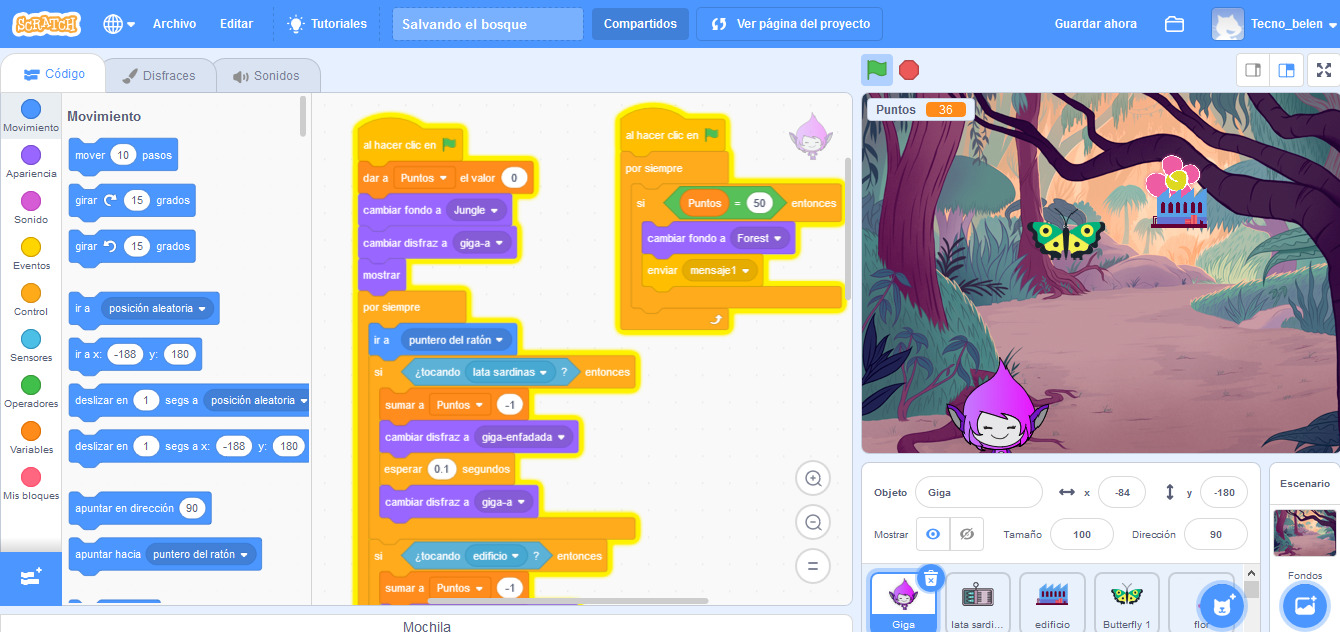 SCRATCH
Archivo
Editar
Tutoriales
Salvando el bosque
Compartidos
Ver página del proyecto
Guardar ahora
Tecno_belen
Código
Disfraces
Sonidos
Movimiento
Apariencia
Sonido
Eventos
Control
Sensores
Operadores
Variables
Mis bloques
Movimiento
mover 10 pasos
girar 15 grados
girar 15 grados
ir a posición aleatoria
ir a x: -188 y: 180
deslizar en 1 segs a posición aleatoria
deslizar en 1 segs a x: -188 y: 180
apuntar en dirección 90
apuntar hacia puntero del ratón
al hacer clic en
dar a Puntos el valor 0
cambiar fondo a Jungle
cambiar disfraz a giga-a
mostrar
por siempre
ir a puntero del ratón
si ¿tocando lata sardinas ? entonces
sumar a Puntos -1
cambiar disfraz a giga-enfadada
esperar 0.1 segundos
cambiar disfraz a giga-a
si ¿tocando edificio ? entonces
sumar a Puntos -1
al hacer clic en
por siempre
si Puntos = 50 entonces
cambiar fondo a Forest
enviar mensaje1
Mochila
Puntos 36
Objeto Giga x -84 y -180
Mostrar Tamaño 100 Dirección 90
Giga
lata sardi...
edificio
Butterfly 1
Escenario
Fondos